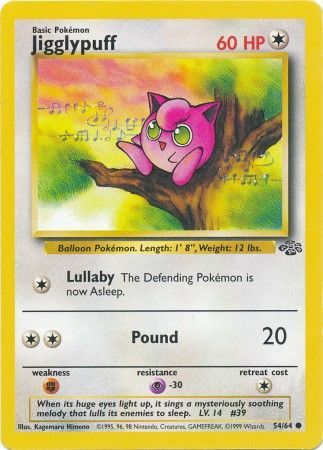 Basic Pokémon
Jigglypuff 60 HP
Balloon Pokémon. Length: 1' 8", Weight: 12 lbs.
Lullaby The Defending Pokémon is
now Asleep.
Pound 20
weakness resistance retreat cost
-30
When its huge eyes light up, it sings a mysteriously soothing
melody that lulls its enemies to sleep. LV. 14 #39
Illus. Kagemaru Himeno ©1995, 96, 98 Nintendo, Creatures, GAMEFREAK. ©1999 Wizards. 54/64